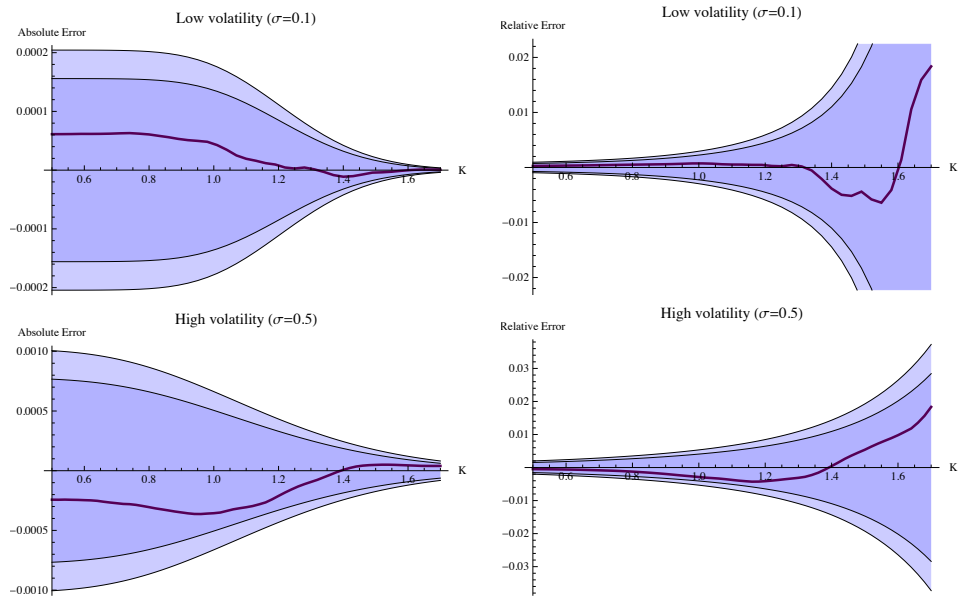 Low volatility (σ=0.1)
Absolute Error
0.0002
0.0001
−0.0001
−0.0002
0.6 0.8 1.0 1.2 1.4 1.6 K
Low volatility (σ=0.1)
Relative Error
0.02
0.01
−0.01
−0.02
0.6 0.8 1.0 1.2 1.4 1.6 K
High volatility (σ=0.5)
Absolute Error
0.0010
0.0005
−0.0005
−0.0010
0.6 0.8 1.0 1.2 1.4 1.6 K
High volatility (σ=0.5)
Relative Error
0.03
0.02
0.01
−0.01
−0.02
−0.03
0.6 0.8 1.0 1.2 1.4 1.6 K